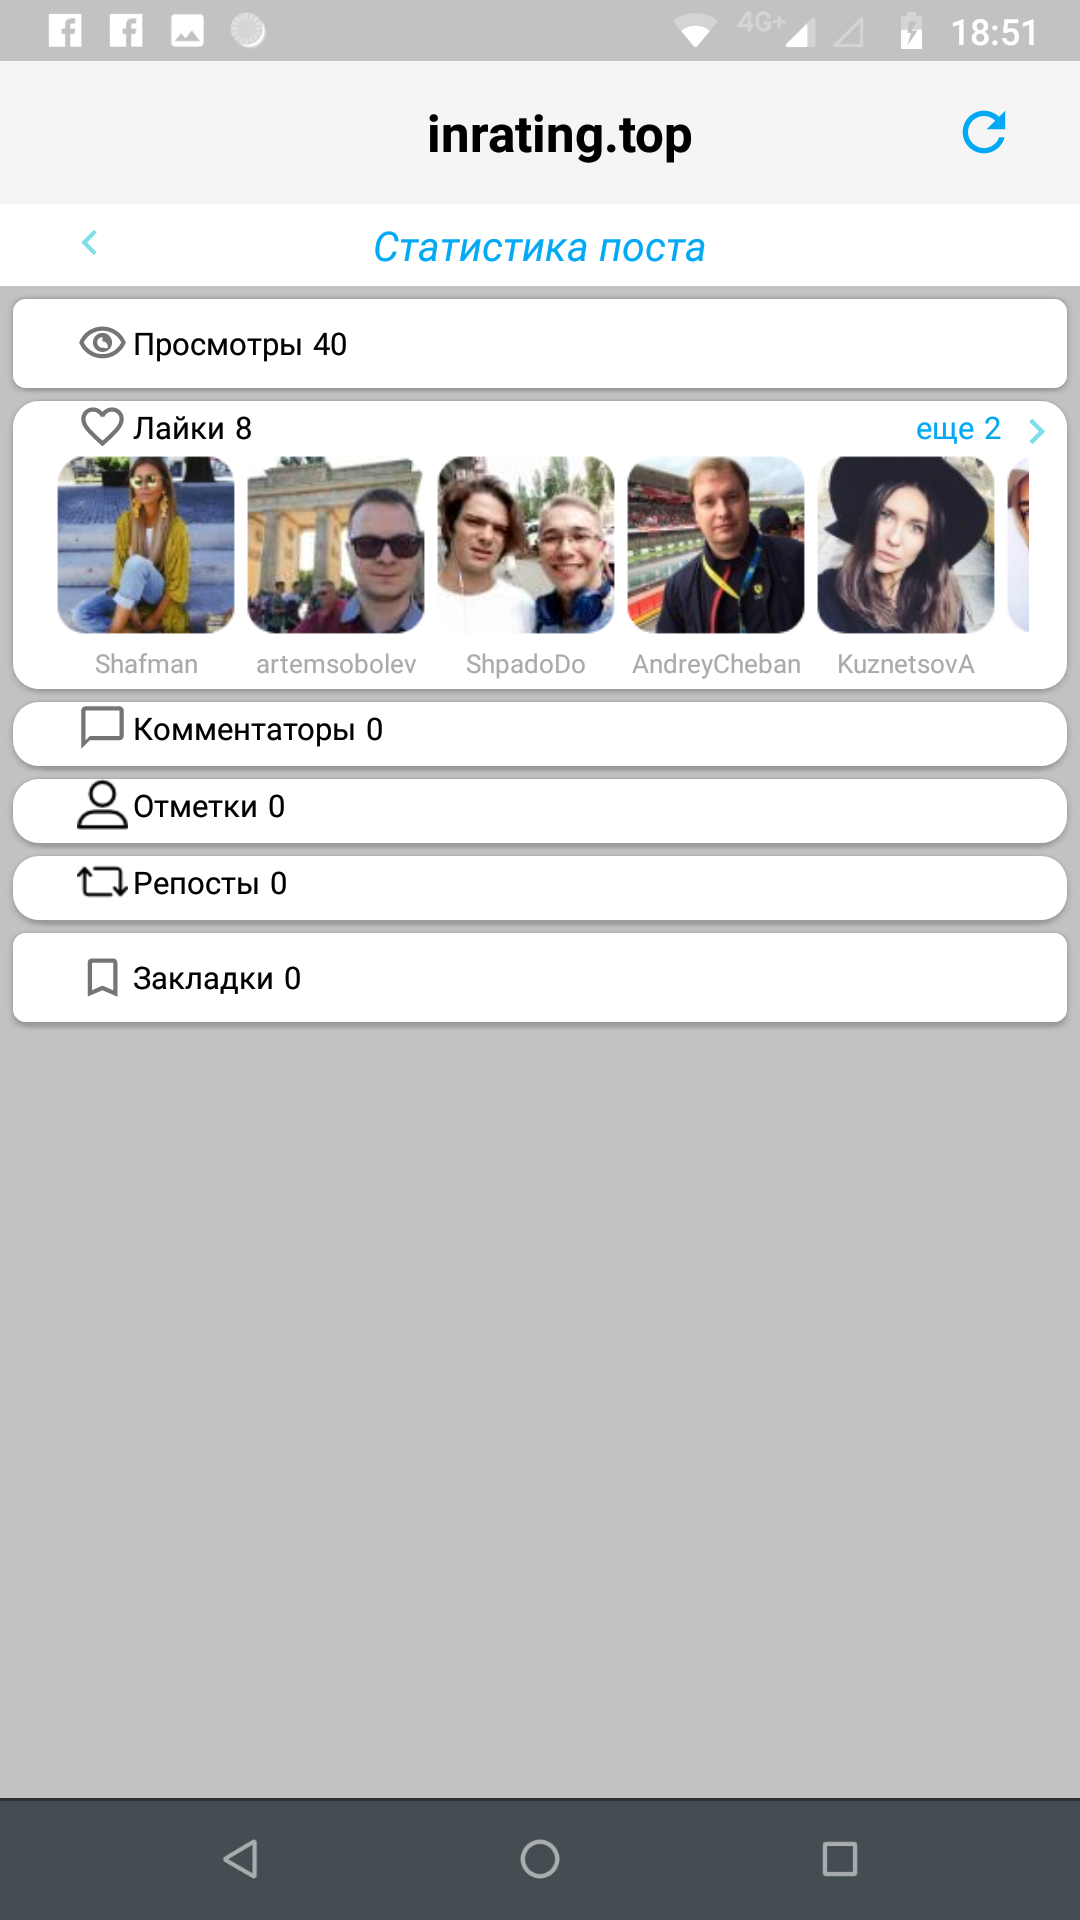 4G+ 18:51
inrating.top
Статистика поста
Просмотры 40
Лайки 8
еще 2
Shafman artemsobolev ShpadoDo AndreyCheban KuznetsovA
Комментаторы 0
Отметки 0
Репосты 0
Закладки 0